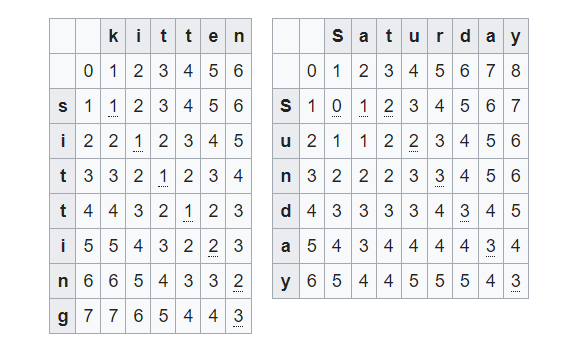 k i t t e n
0 1 2 3 4 5 6
s 1 1 2 3 4 5 6
i 2 2 1 2 3 4 5
t 3 3 2 1 2 3 4
t 4 4 3 2 1 2 3
i 5 5 4 3 2 2 3
n 6 6 5 4 3 3 2
g 7 7 6 5 4 4 3
S a t u r d a y
0 1 2 3 4 5 6 7 8
S 1 0 1 2 3 4 5 6 7
u 2 1 1 2 2 3 4 5 6
n 3 2 2 2 3 3 4 5 6
d 4 3 3 3 3 4 3 4 5
a 5 4 3 4 4 4 4 3 4
y 6 5 4 4 5 5 5 4 3